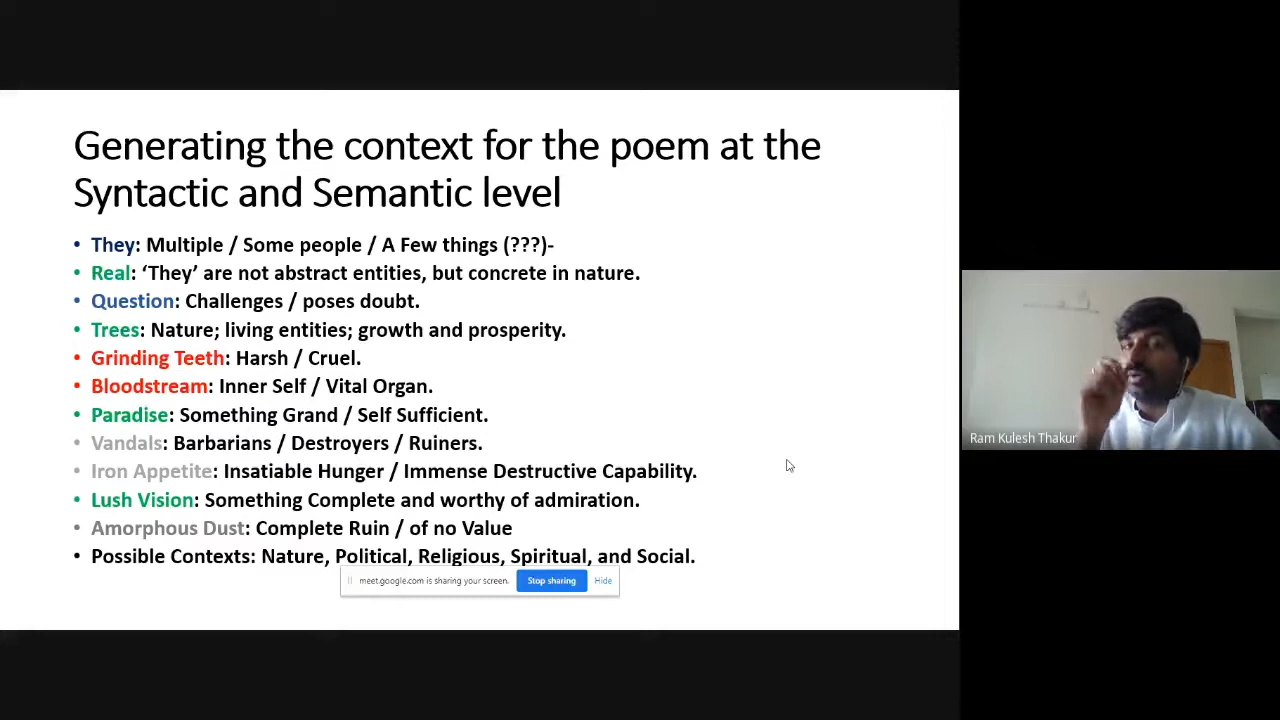 Generating the context for the poem at the
Syntactic and Semantic level
• They: Multiple / Some people / A Few things (???)-
• Real: ‘They’ are not abstract entities, but concrete in nature.
• Question: Challenges / poses doubt.
• Trees: Nature; living entities; growth and prosperity.
• Grinding Teeth: Harsh / Cruel.
• Bloodstream: Inner Self / Vital Organ.
• Paradise: Something Grand / Self Sufficient.
• Vandals: Barbarians / Destroyers / Ruiners.
• Iron Appetite: Insatiable Hunger / Immense Destructive Capability.
• Lush Vision: Something Complete and worthy of admiration.
• Amorphous Dust: Complete Ruin / of no Value
• Possible Contexts: Nature, Political, Religious, Spiritual, and Social.
meet.google.com is sharing your screen. Stop sharing Hide
Ram Kulesh Thakur